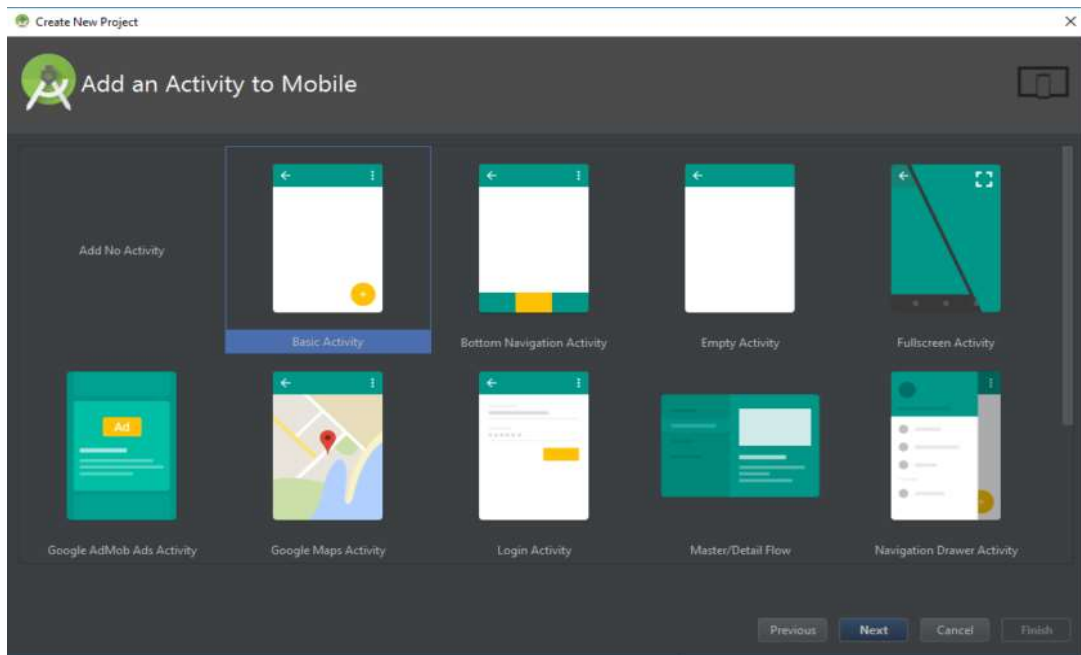 Create New Project
Add an Activity to Mobile
Add No Activity
Basic Activity
Bottom Navigation Activity
Empty Activity
Fullscreen Activity
Ad
Google AdMob Ads Activity
Google Maps Activity
Login Activity
Master/Detail Flow
Navigation Drawer Activity
Previous
Next
Cancel
Finish